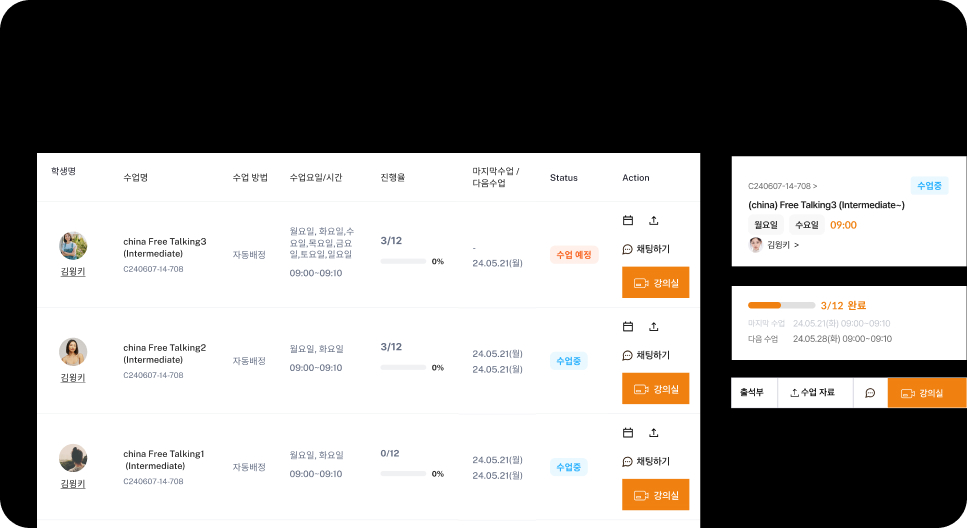 학생명
수업명
수업 방법
수업요일/시간
진행율
마지막수업 /
다음수업
Status
Action
김윙키
china Free Talking3
(Intermediate)
C240607-14-708
자동배정
월요일, 화요일,수
요일,목요일,금요
일,토요일,일요일
09:00~09:10
3/12
0%
-
24.05.21(월)
수업 예정
채팅하기
강의실
김윙키
china Free Talking2
(Intermediate)
C240607-14-708
자동배정
월요일, 화요일
09:00~09:10
3/12
0%
24.05.21(월)
24.05.21(월)
수업중
채팅하기
강의실
김윙키
china Free Talking1
(Intermediate)
C240607-14-708
자동배정
월요일, 화요일
09:00~09:10
0/12
0%
24.05.21(월)
24.05.21(월)
수업중
채팅하기
강의실
C240607-14-708 >
수업중
(china) Free Talking3 (Intermediate~)
월요일 수요일 09:00
김윙키 >
3/12 완료
마지막 수업 24.05.21(화) 09:00~09:10
다음 수업 24.05.28(화) 09:00~09:10
출석부
수업 자료
강의실